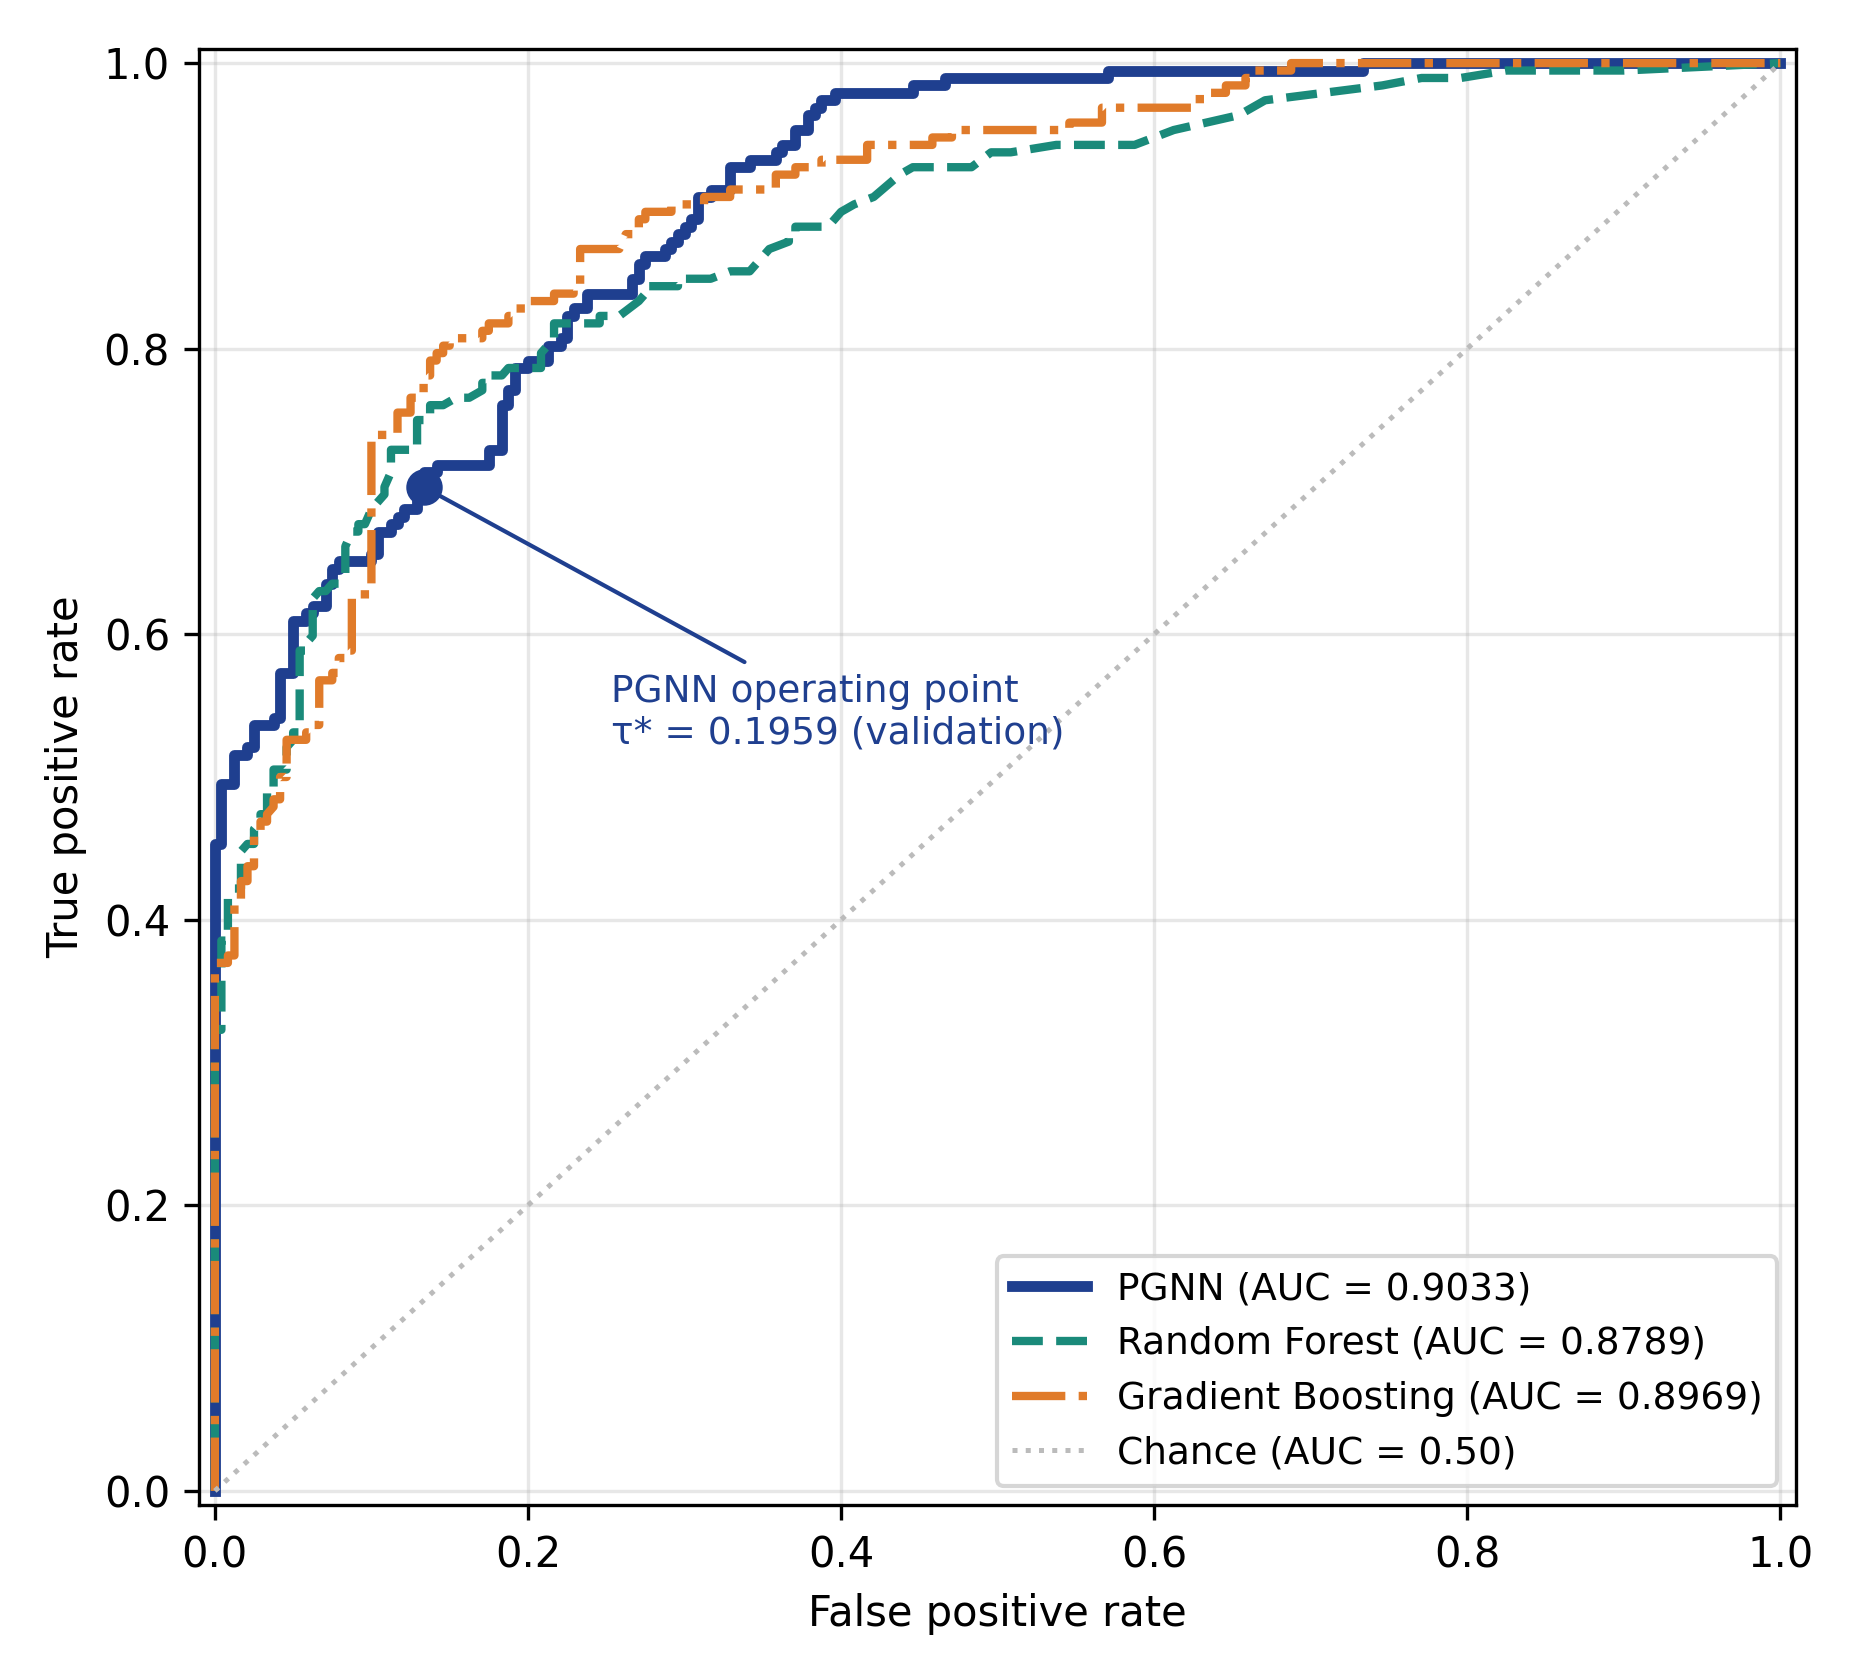 1.0
0.8
0.6
0.4
0.2
0.0
True positive rate
PGNN operating point
τ* = 0.1959 (validation)
PGNN (AUC = 0.9033)
Random Forest (AUC = 0.8789)
Gradient Boosting (AUC = 0.8969)
Chance (AUC = 0.50)
0.0 0.2 0.4 0.6 0.8 1.0
False positive rate